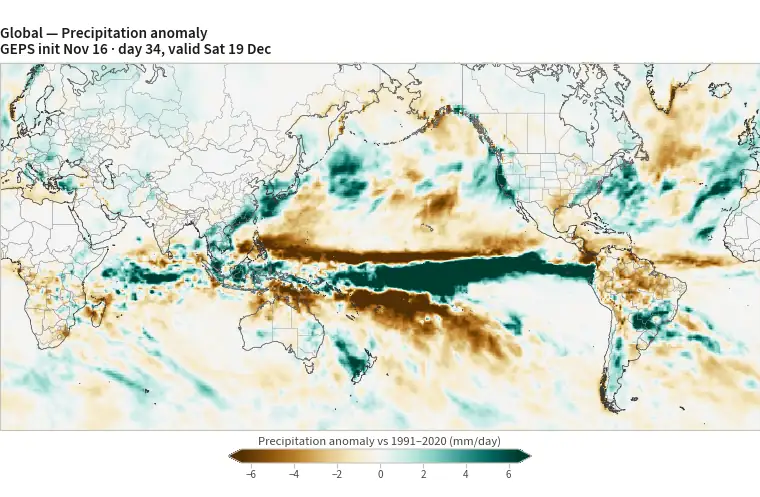 Global — Precipitation anomaly
GEPS init Nov 16 · day 34, valid Sat 19 Dec
Precipitation anomaly vs 1991–2020 (mm/day)
−6 −4 −2 0 2 4 6